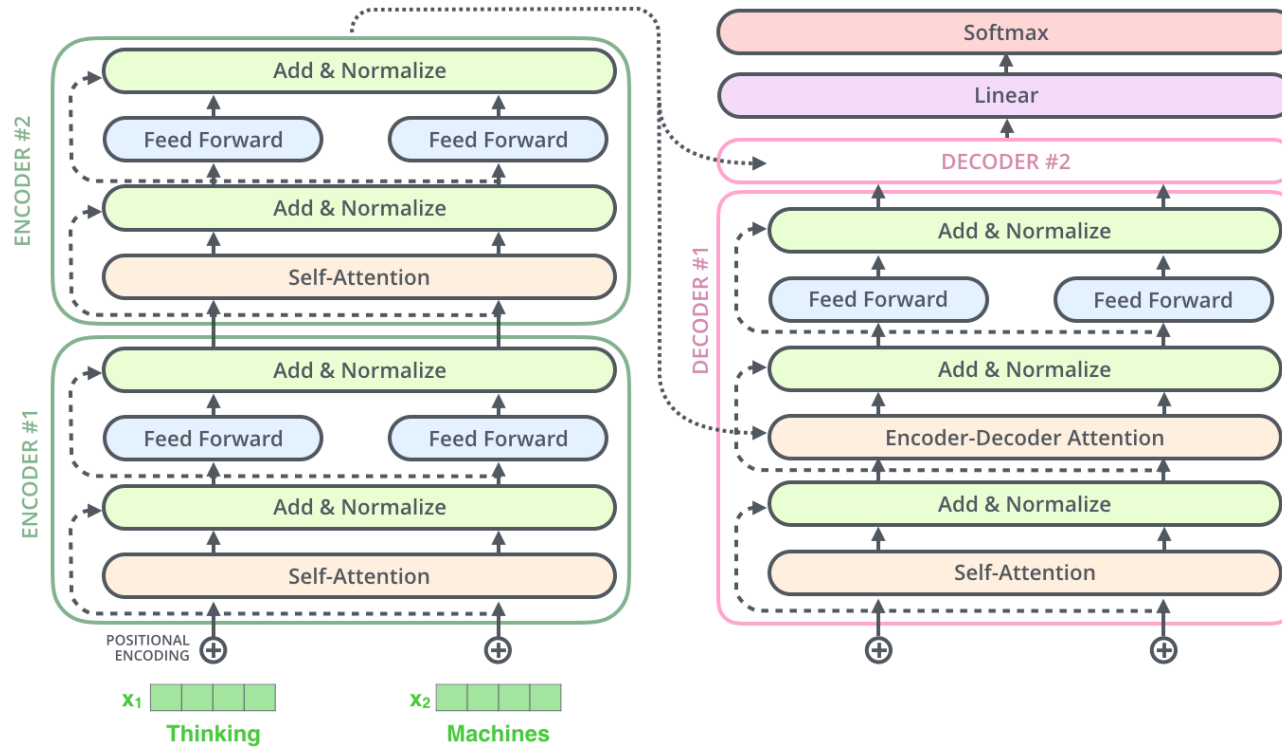 ENCODER #2
Add & Normalize
Feed Forward
Feed Forward
Add & Normalize
Self-Attention
ENCODER #1
Add & Normalize
Feed Forward
Feed Forward
Add & Normalize
Self-Attention
POSITIONAL
ENCODING
x₁
x₂
Thinking
Machines
Softmax
Linear
DECODER #2
DECODER #1
Add & Normalize
Feed Forward
Feed Forward
Add & Normalize
Encoder-Decoder Attention
Add & Normalize
Self-Attention